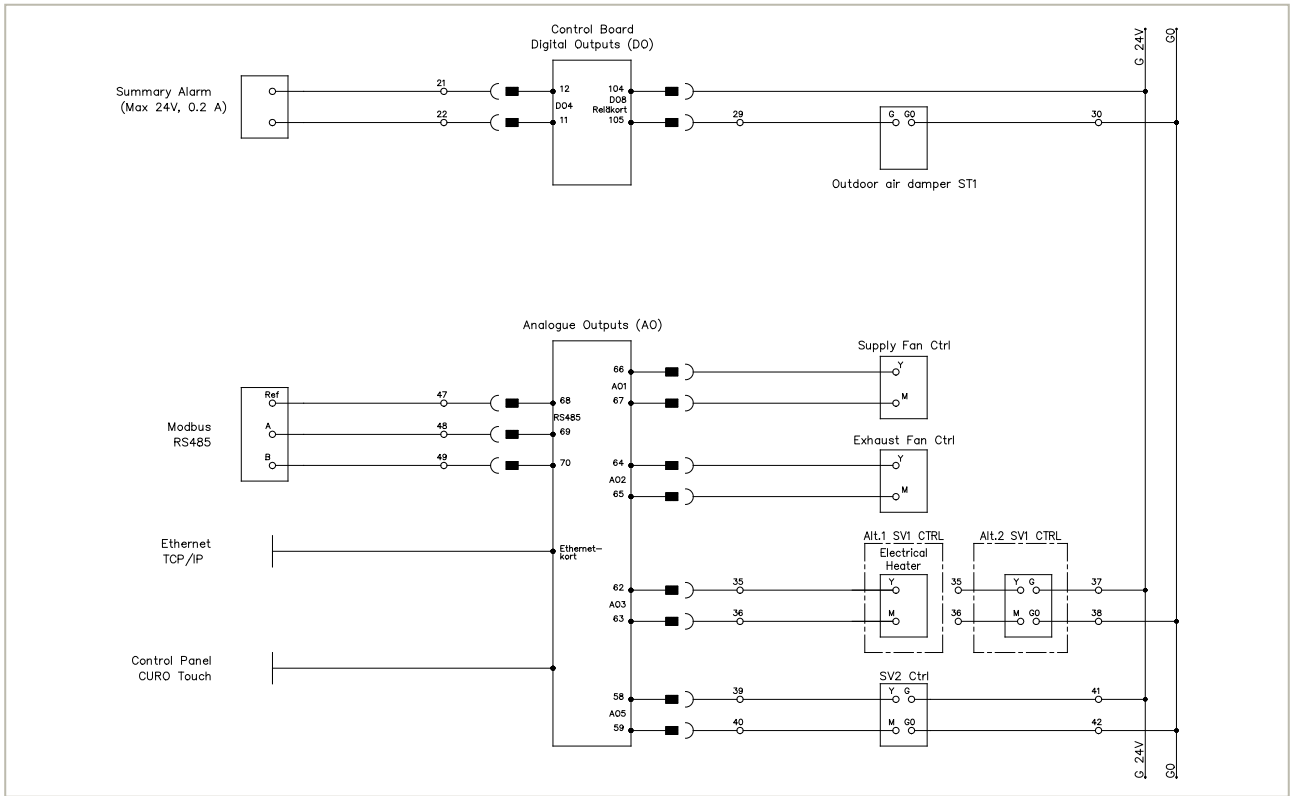 Control Board
Digital Outputs (DO)
G 24V
G0
Summary Alarm
(Max 24V, 0.2 A)
21
22
12
DO4
11
104
DO8
Reläkort
105
29
G G0
30
Outdoor air damper ST1
Analogue Outputs (AO)
Supply Fan Ctrl
66
AO1
67
Y
M
Modbus
RS485
Ref
A
B
47
48
49
68
RS485
69
70
Exhaust Fan Ctrl
64
AO2
65
Y
M
Ethernet
TCP/IP
Ethernet-
kort
Alt.1 SV1 CTRL
Electrical
Heater
Alt.2 SV1 CTRL
62
AO3
63
35
36
Y
M
35
36
Y G
M G0
37
38
Control Panel
CURO Touch
SV2 Ctrl
58
AO5
59
39
40
Y G
M G0
41
42
G 24V
G0